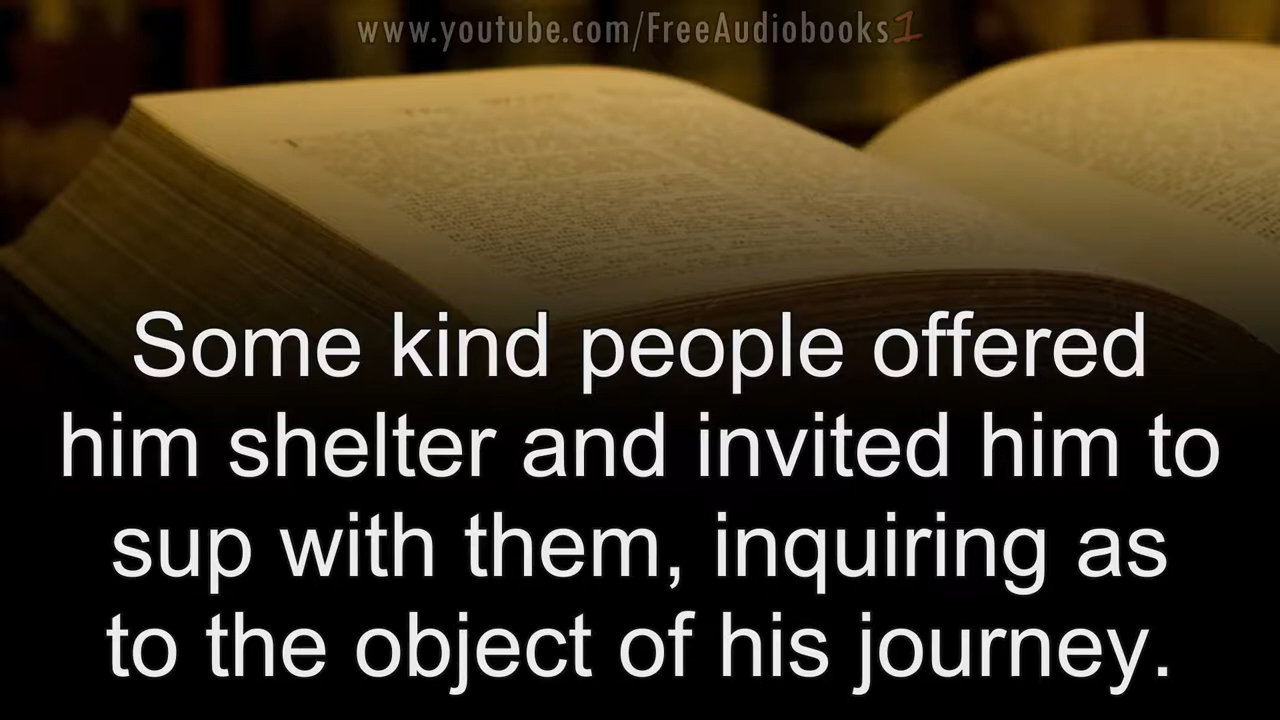 www.youtube.com/FreeAudiobooks1
Some kind people offered
him shelter and invited him to
sup with them, inquiring as
to the object of his journey.